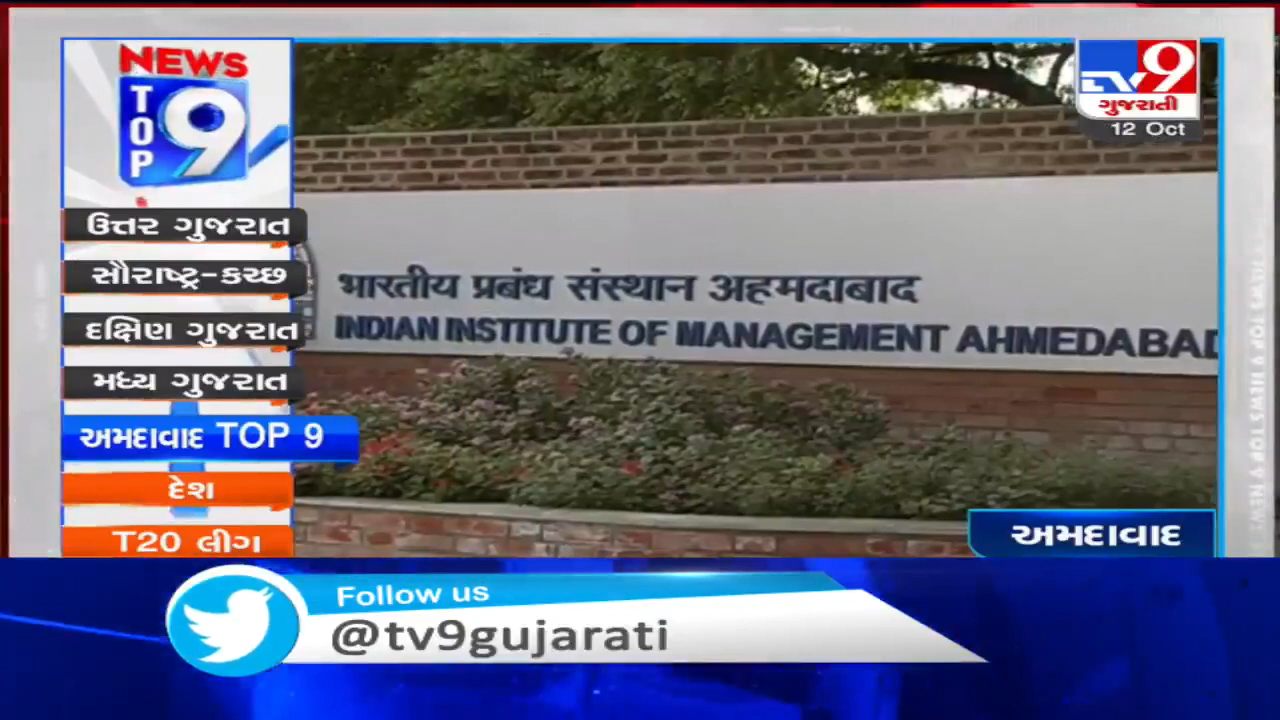 NEWS
TOP 9
TV9
ગુજરાતી
12 Oct
ઉત્તર ગુજરાત
સૌરાષ્ટ્ર-કચ્છ
દક્ષિણ ગુજરાત
મધ્ય ગુજરાત
અમદાવાદ TOP 9
દેશ
T20 લીગ
भारतीय प्रबंध संस्थान अहमदाबाद
INDIAN INSTITUTE OF MANAGEMENT AHMEDABAD
અમદાવાદ
Follow us
@tv9gujarati